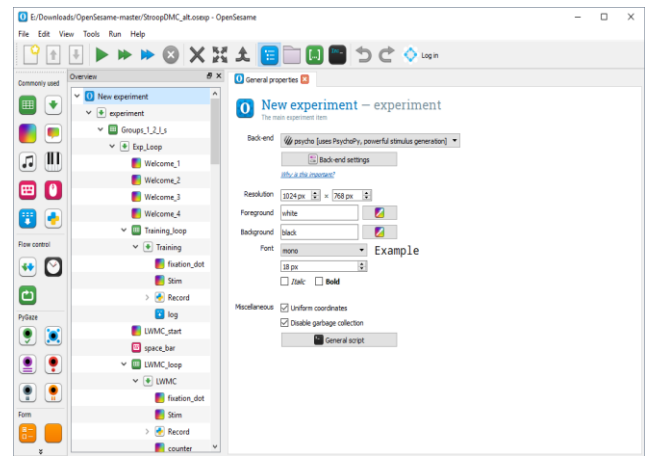 E:/Downloads/OpenSesame-master/StroopDMC_alt.osexp - OpenSesame
File Edit View Tools Run Help
Log in
Commonly used
Flow control
PyGaze
Form
Overview
New experiment
experiment
Groups_1_2_l_s
Exp_Loop
Welcome_1
Welcome_2
Welcome_3
Welcome_4
Training_loop
Training
fixation_dot
Stim
Record
log
LWMC_start
space_bar
LWMC_loop
LWMC
fixation_dot
Stim
Record
counter
General properties
New experiment — experiment
The main experiment item
Back-end psycho [uses PsychoPy, powerful stimulus generation]
Back-end settings
Why is this important?
Resolution 1024 px × 768 px
Foreground white
Background black
Font mono Example
18 px
Italic Bold
Miscellaneous Uniform coordinates
Disable garbage collection
General script